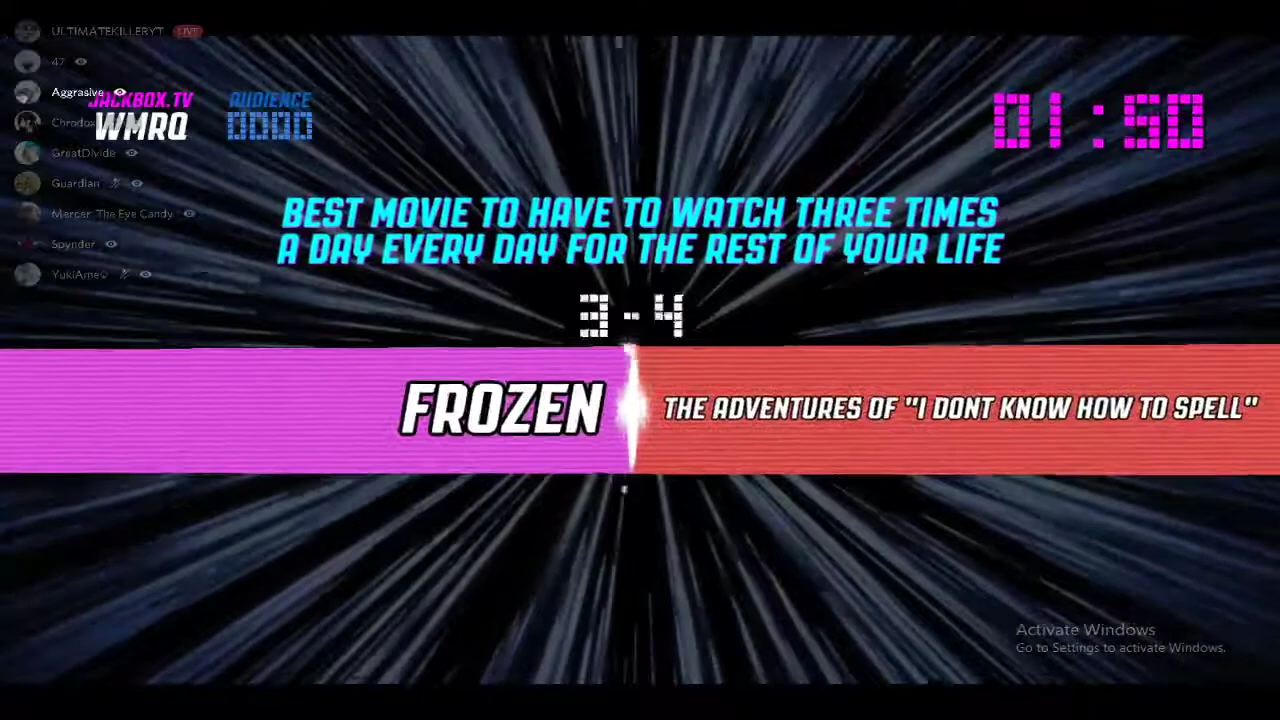 ULTIMATEKILLERYT LIVE
47
Aggrasive
JACKBOX.TV
AUDIENCE
Chrodox
WMRQ
0000
01:50
GreatDivide
Guardian
Mercer The Eye Candy
Spynder
YukiAme
BEST MOVIE TO HAVE TO WATCH THREE TIMES
A DAY EVERY DAY FOR THE REST OF YOUR LIFE
3-4
FROZEN
THE ADVENTURES OF "I DONT KNOW HOW TO SPELL"
Activate Windows
Go to Settings to activate Windows.